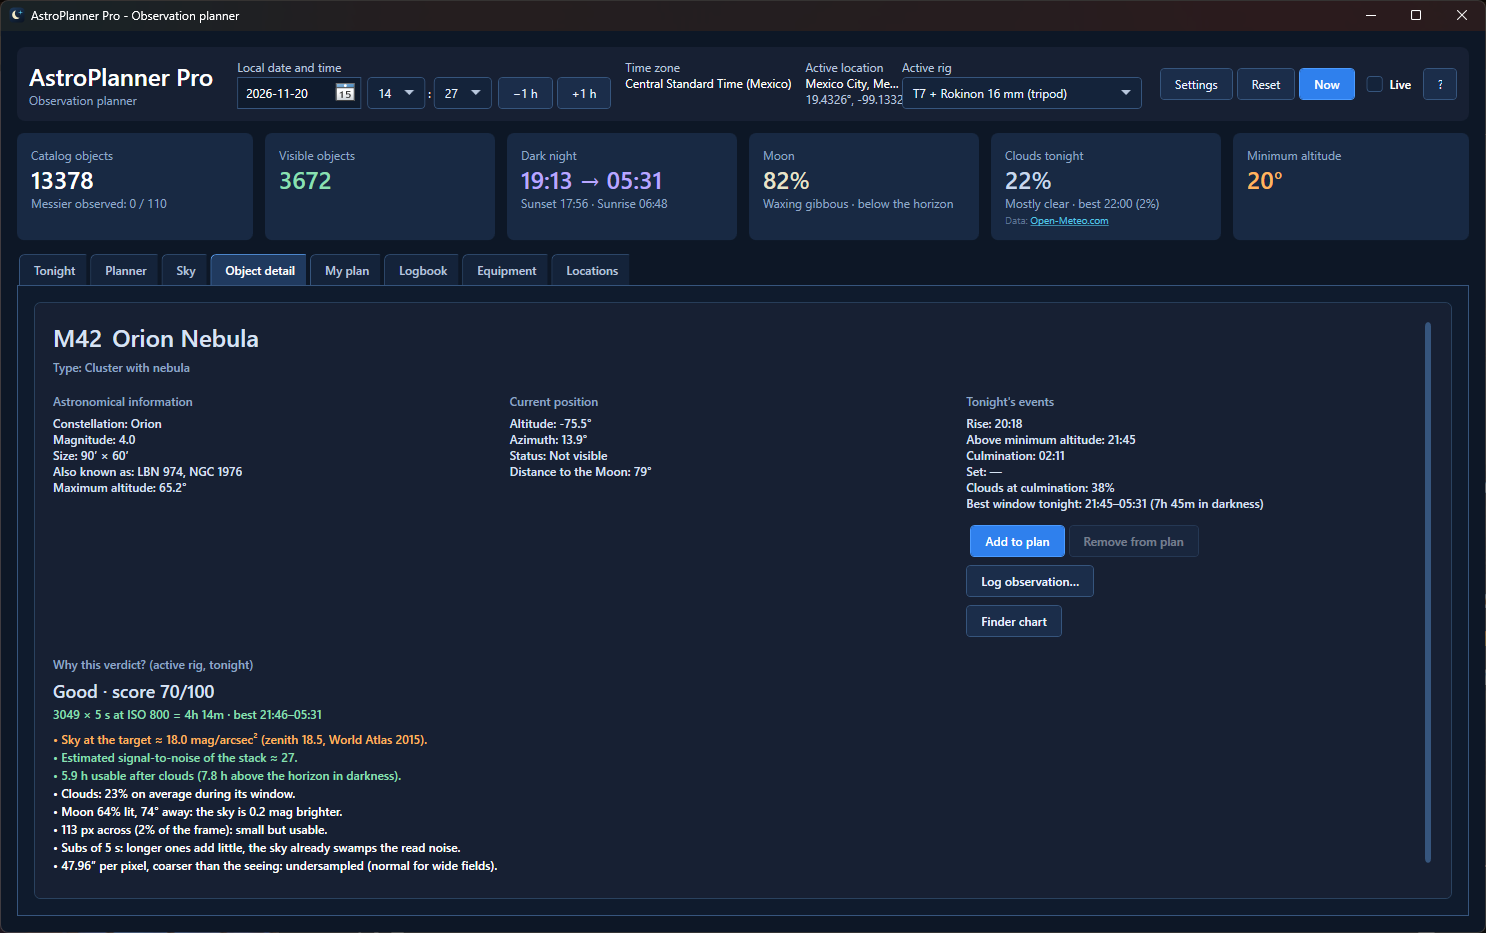 AstroPlanner Pro - Observation planner
AstroPlanner Pro
Observation planner
Local date and time
2026-11-20
15
14
:
27
−1 h
+1 h
Time zone
Central Standard Time (Mexico)
Active location
Mexico City, Me...
19.4326°, -99.1332
Active rig
T7 + Rokinon 16 mm (tripod)
Settings
Reset
Now
Live
?
Catalog objects
13378
Messier observed: 0 / 110
Visible objects
3672
Dark night
19:13 → 05:31
Sunset 17:56 · Sunrise 06:48
Moon
82%
Waxing gibbous · below the horizon
Clouds tonight
22%
Mostly clear · best 22:00 (2%)
Data: Open-Meteo.com
Minimum altitude
20°
Tonight
Planner
Sky
Object detail
My plan
Logbook
Equipment
Locations
M42 Orion Nebula
Type: Cluster with nebula
Astronomical information
Constellation: Orion
Magnitude: 4.0
Size: 90′ × 60′
Also known as: LBN 974, NGC 1976
Maximum altitude: 65.2°
Current position
Altitude: -75.5°
Azimuth: 13.9°
Status: Not visible
Distance to the Moon: 79°
Tonight's events
Rise: 20:18
Above minimum altitude: 21:45
Culmination: 02:11
Set: —
Clouds at culmination: 38%
Best window tonight: 21:45–05:31 (7h 45m in darkness)
Add to plan
Remove from plan
Log observation...
Finder chart
Why this verdict? (active rig, tonight)
Good · score 70/100
3049 × 5 s at ISO 800 = 4h 14m · best 21:46–05:31
• Sky at the target ≈ 18.0 mag/arcsec² (zenith 18.5, World Atlas 2015).
• Estimated signal-to-noise of the stack ≈ 27.
• 5.9 h usable after clouds (7.8 h above the horizon in darkness).
• Clouds: 23% on average during its window.
• Moon 64% lit, 74° away: the sky is 0.2 mag brighter.
• 113 px across (2% of the frame): small but usable.
• Subs of 5 s: longer ones add little, the sky already swamps the read noise.
• 47.96″ per pixel, coarser than the seeing: undersampled (normal for wide fields).